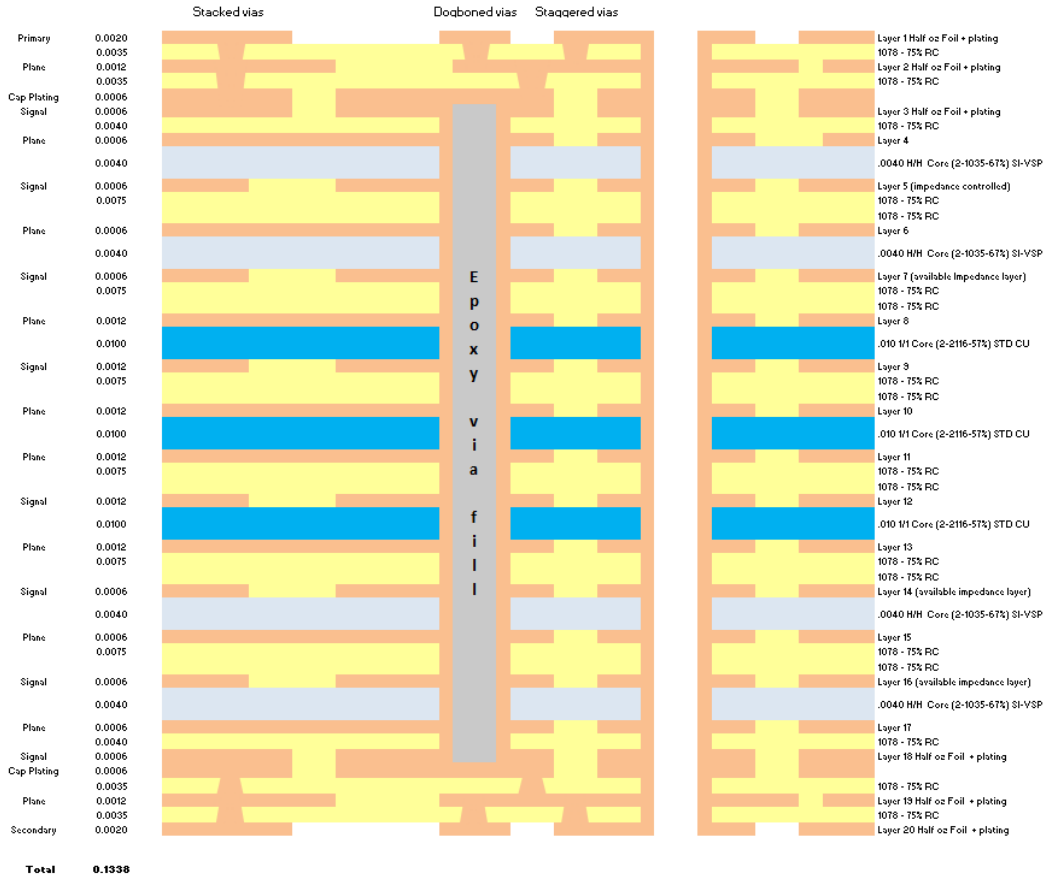 Stacked vias Dogboned vias Staggered vias
Primary 0.0020 Layer 1 Half oz Foil + plating
0.0035 1078 - 75% RC
Plane 0.0012 Layer 2 Half oz Foil + plating
0.0035 1078 - 75% RC
Cap Plating 0.0006
Signal 0.0006 Layer 3 Half oz Foil + plating
0.0040 1078 - 75% RC
Plane 0.0006 Layer 4
0.0040 .0040 H/H Core (2-1035-67%) SI-VSP
Signal 0.0006 Layer 5 (impedance controlled)
0.0075 1078 - 75% RC
1078 - 75% RC
Plane 0.0006 Layer 6
0.0040 .0040 H/H Core (2-1035-67%) SI-VSP
Signal 0.0006 Layer 7 (available Impedance layer)
0.0075 1078 - 75% RC
1078 - 75% RC
Plane 0.0012 Layer 8
0.0100 .010 1/1 Core (2-2116-57%) STD CU
Signal 0.0012 Layer 9
0.0075 1078 - 75% RC
1078 - 75% RC
Plane 0.0012 Layer 10
0.0100 .010 1/1 Core (2-2116-57%) STD CU
Plane 0.0012 Layer 11
0.0075 1078 - 75% RC
1078 - 75% RC
Signal 0.0012 Layer 12
0.0100 .010 1/1 Core (2-2116-57%) STD CU
Plane 0.0012 Layer 13
0.0075 1078 - 75% RC
1078 - 75% RC
Signal 0.0006 Layer 14 (available impedance layer)
0.0040 .0040 H/H Core (2-1035-67%) SI-VSP
Plane 0.0006 Layer 15
0.0075 1078 - 75% RC
1078 - 75% RC
Signal 0.0006 Layer 16 (available impedance layer)
0.0040 .0040 H/H Core (2-1035-67%) SI-VSP
Plane 0.0006 Layer 17
0.0040 1078 - 75% RC
Signal 0.0006 Layer 18 Half oz Foil + plating
Cap Plating 0.0006
0.0035 1078 - 75% RC
Plane 0.0012 Layer 19 Half oz Foil + plating
0.0035 1078 - 75% RC
Secondary 0.0020 Layer 20 Half oz Foil + plating
Total 0.1338
Epoxy via fill